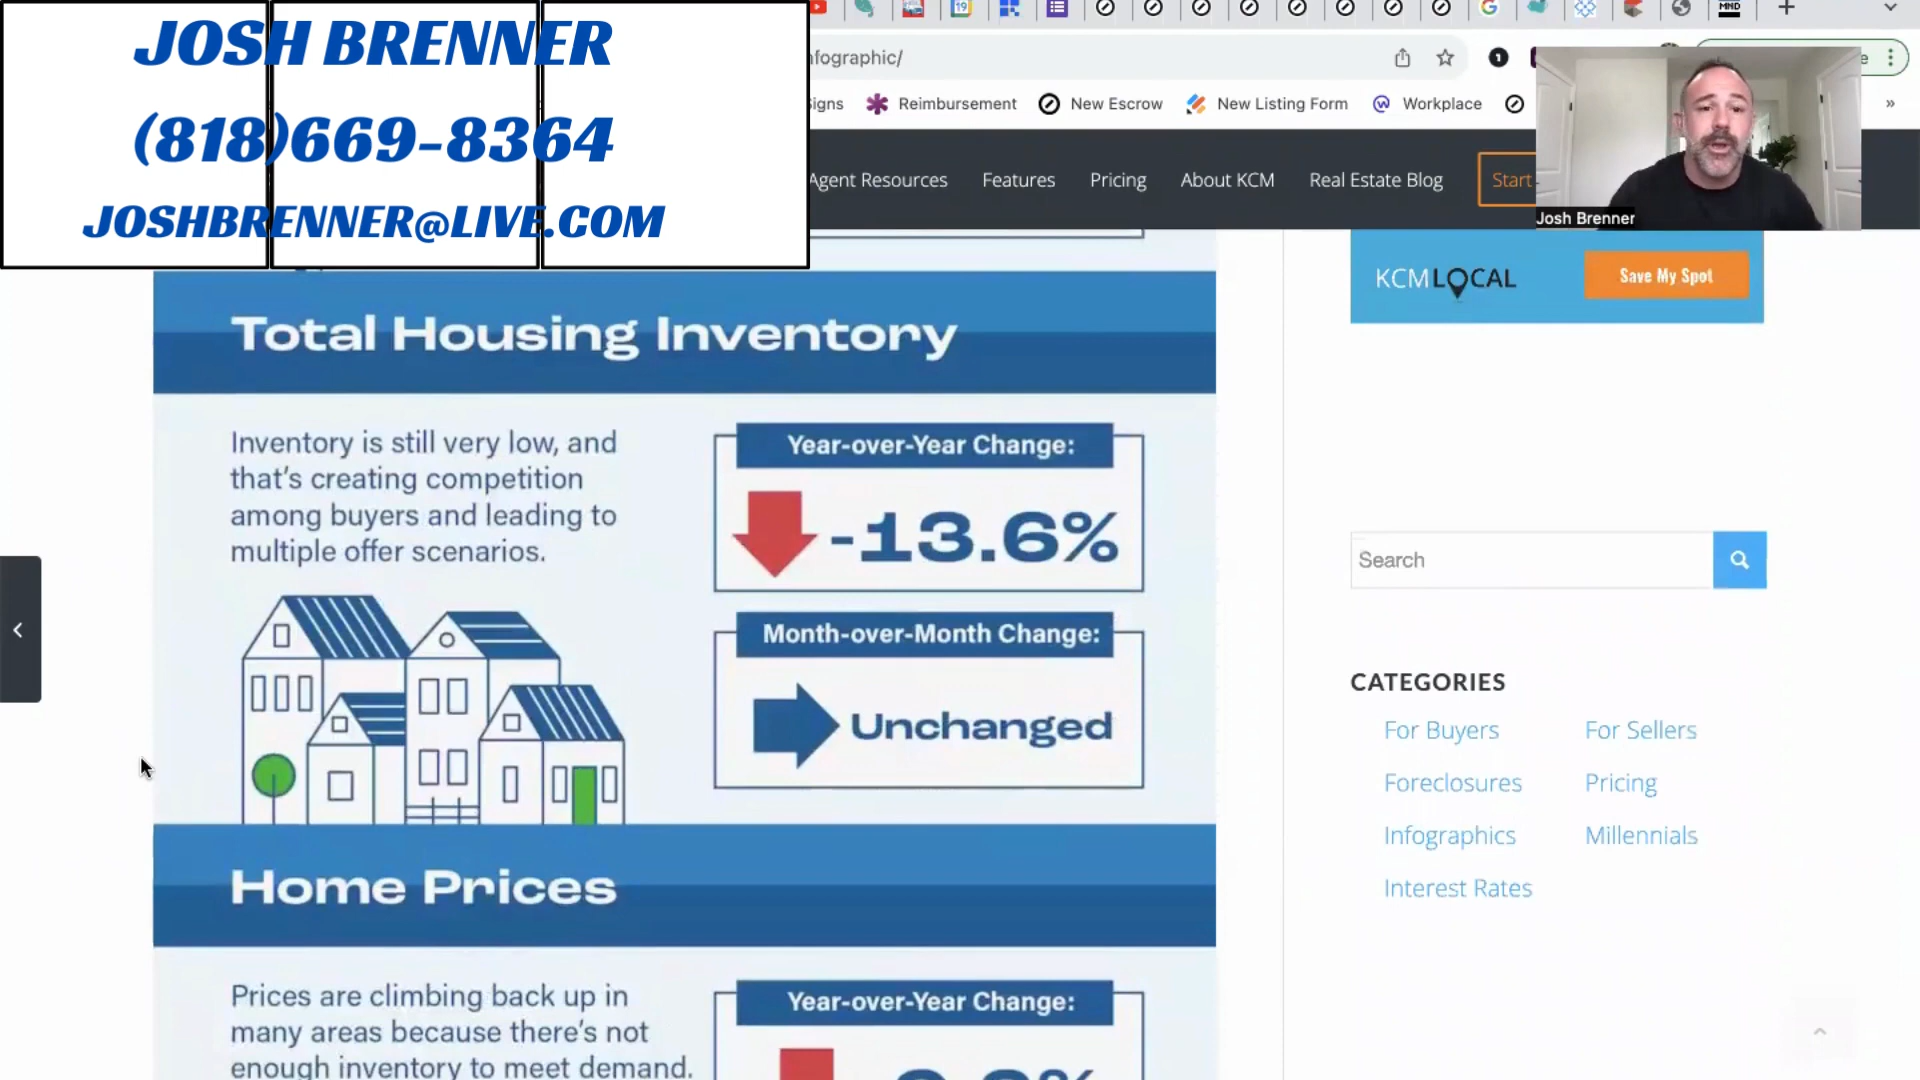 JOSH BRENNER
(818)669-8364
JOSHBRENNER@LIVE.COM
19
MND
nfographic/
1
e
igns
Reimbursement
New Escrow
New Listing Form
Workplace
»
Agent Resources
Features
Pricing
About KCM
Real Estate Blog
Start
Josh Brenner
KCMLOCAL
Save My Spot
Total Housing Inventory
Inventory is still very low, and
that's creating competition
among buyers and leading to
multiple offer scenarios.
Year-over-Year Change:
-13.6%
Month-over-Month Change:
Unchanged
Search
CATEGORIES
For Buyers
For Sellers
Foreclosures
Pricing
Infographics
Millennials
Interest Rates
Home Prices
Prices are climbing back up in
many areas because there's not
enough inventory to meet demand.
Year-over-Year Change: